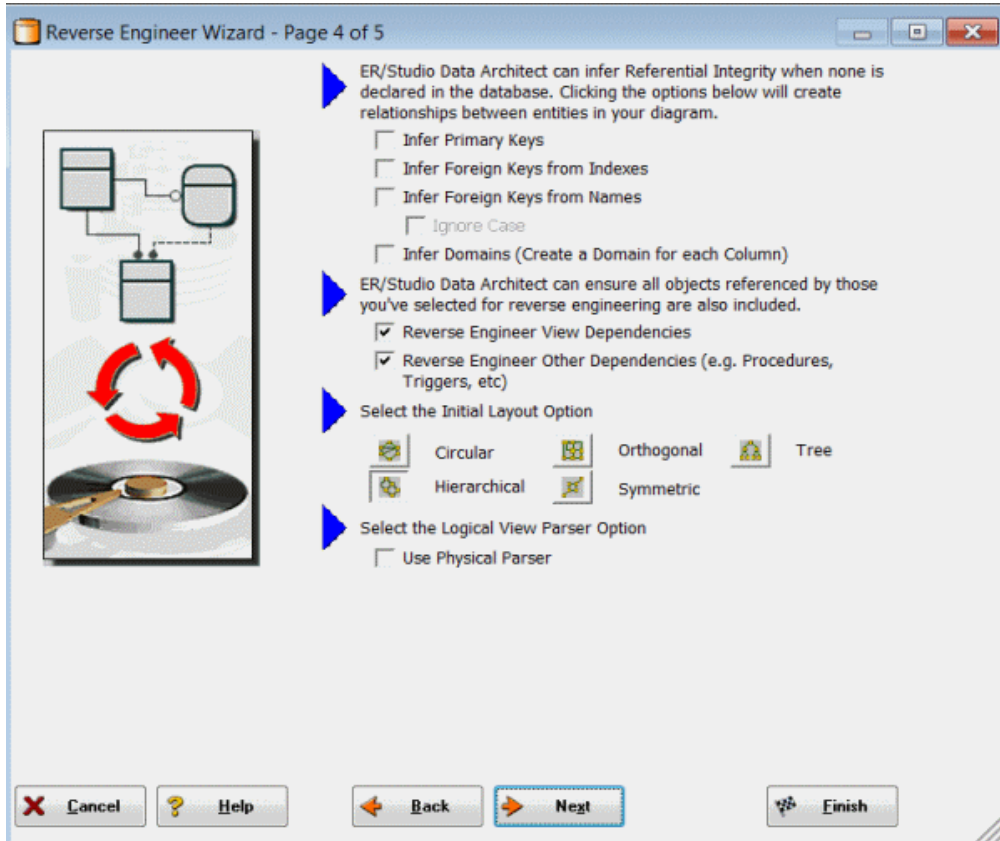 Reverse Engineer Wizard - Page 4 of 5
ER/Studio Data Architect can infer Referential Integrity when none is
declared in the database. Clicking the options below will create
relationships between entities in your diagram.
Infer Primary Keys
Infer Foreign Keys from Indexes
Infer Foreign Keys from Names
Ignore Case
Infer Domains (Create a Domain for each Column)
ER/Studio Data Architect can ensure all objects referenced by those
you've selected for reverse engineering are also included.
Reverse Engineer View Dependencies
Reverse Engineer Other Dependencies (e.g. Procedures,
Triggers, etc)
Select the Initial Layout Option
Circular Orthogonal Tree
Hierarchical Symmetric
Select the Logical View Parser Option
Use Physical Parser
Cancel Help Back Next Finish